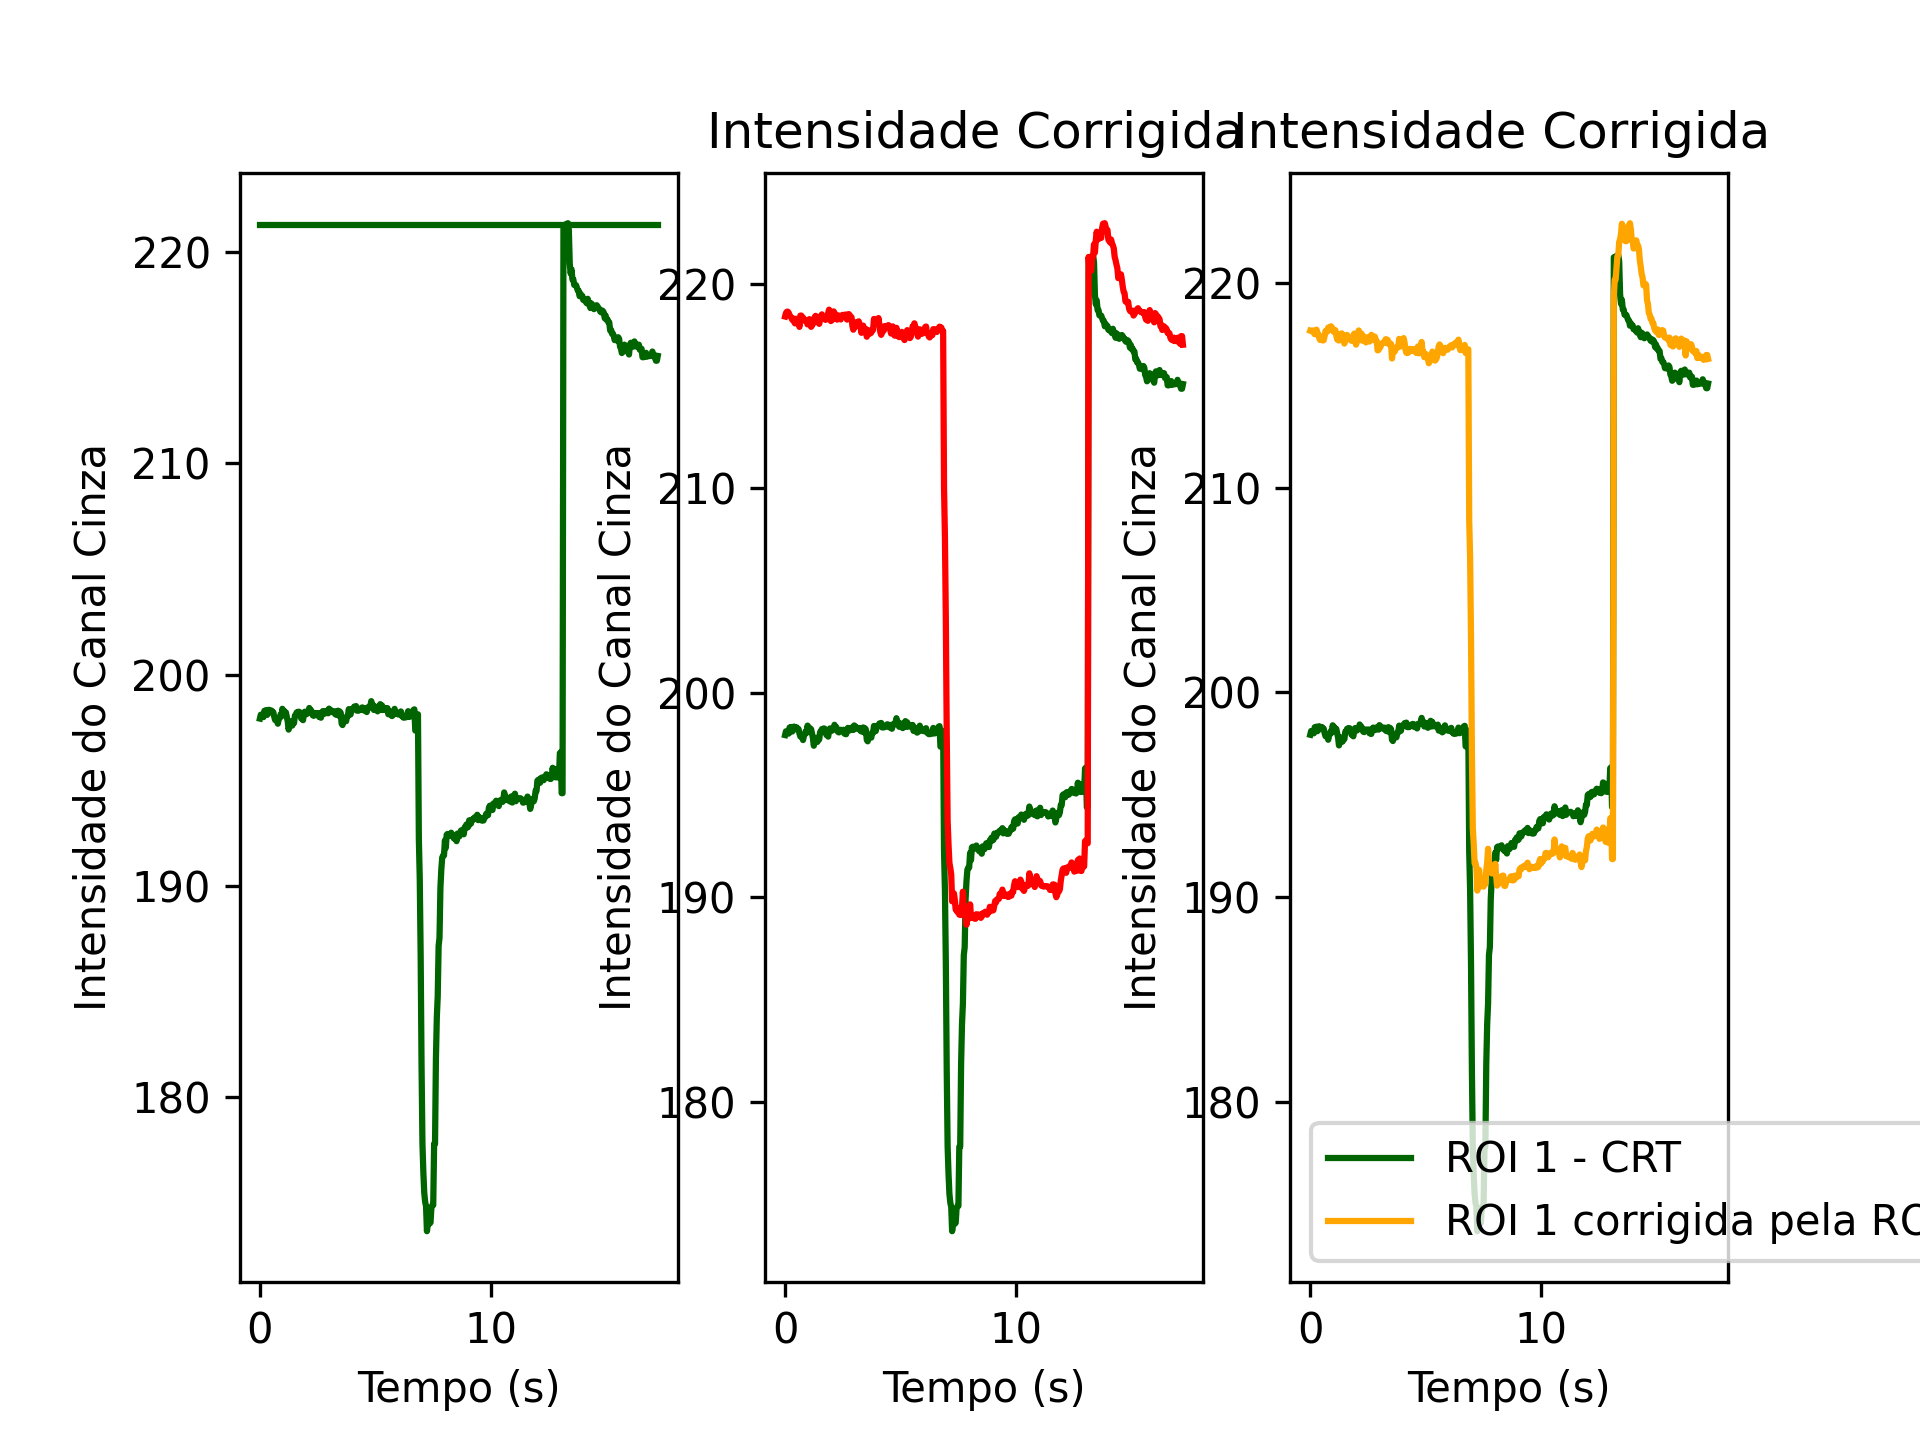 Intensidade Corrigida
Intensidade Corrigida
Intensidade do Canal Cinza
220
210
200
190
180
0
10
Tempo (s)
Intensidade do Canal Cinza
220
210
200
190
180
0
10
Tempo (s)
Intensidade do Canal Cinza
220
210
200
190
180
ROI 1 - CRT
ROI 1 corrigida pela
0
10
Tempo (s)